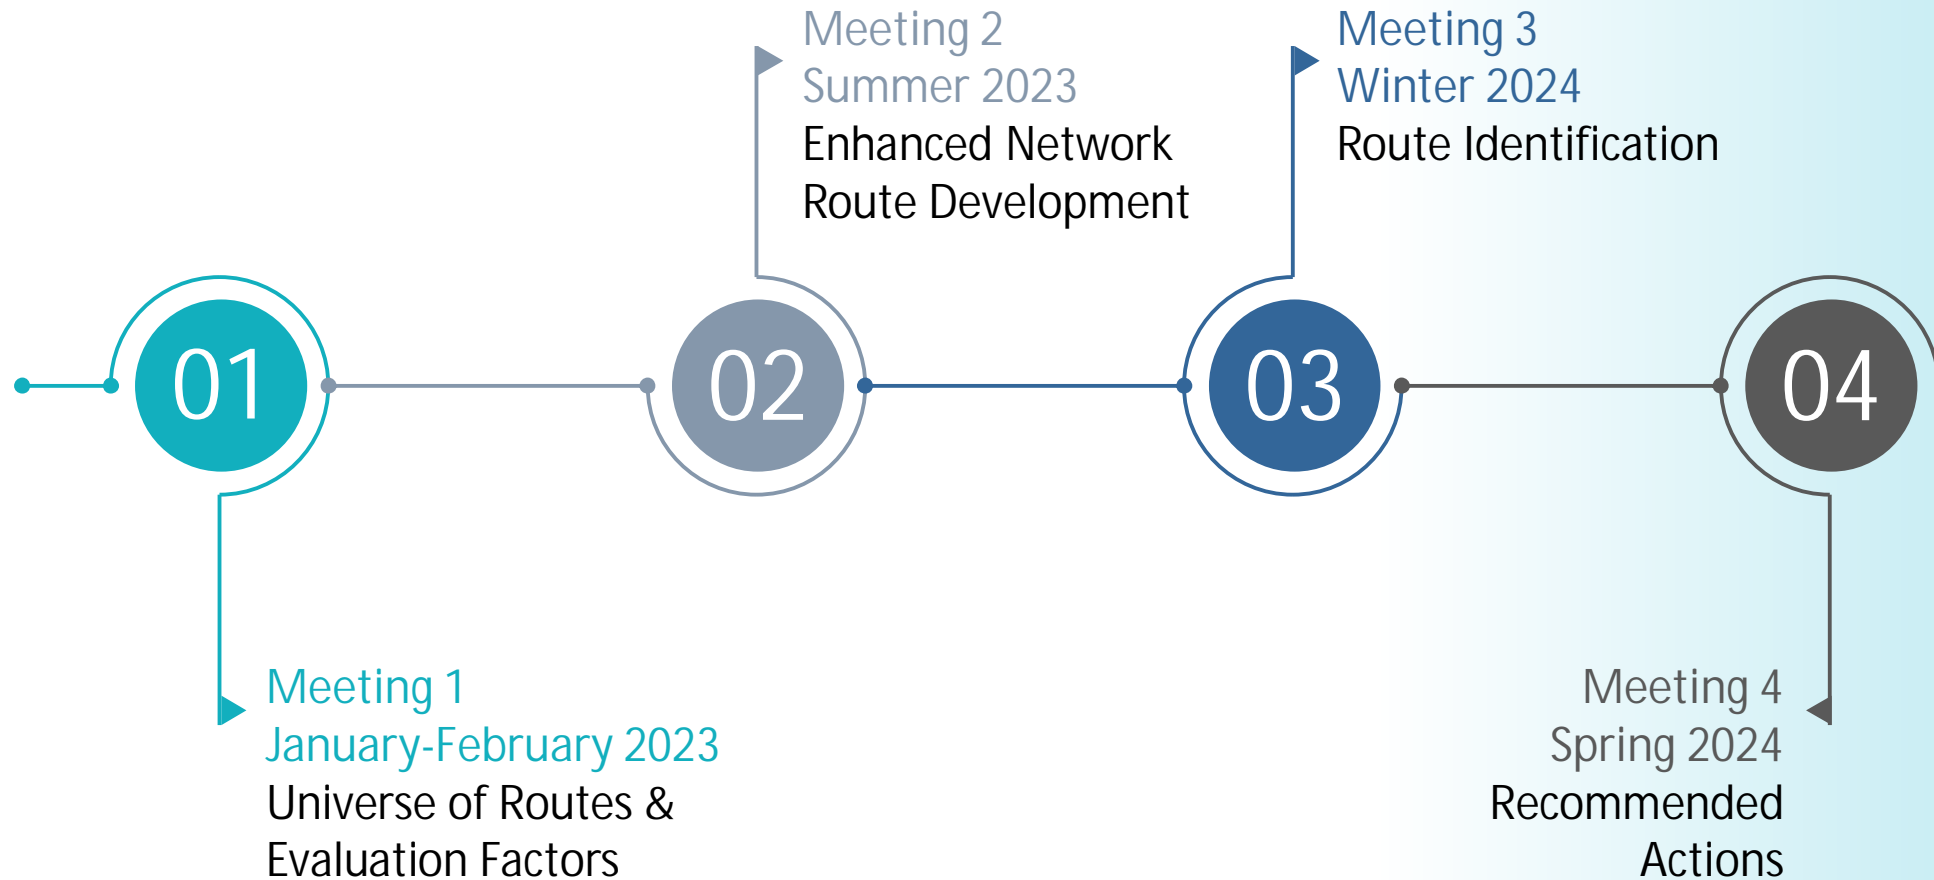 Meeting 2
Summer 2023
Enhanced Network
Route Development
Meeting 3
Winter 2024
Route Identification
01
02
03
04
Meeting 1
January-February 2023
Universe of Routes &
Evaluation Factors
Meeting 4
Spring 2024
Recommended
Actions